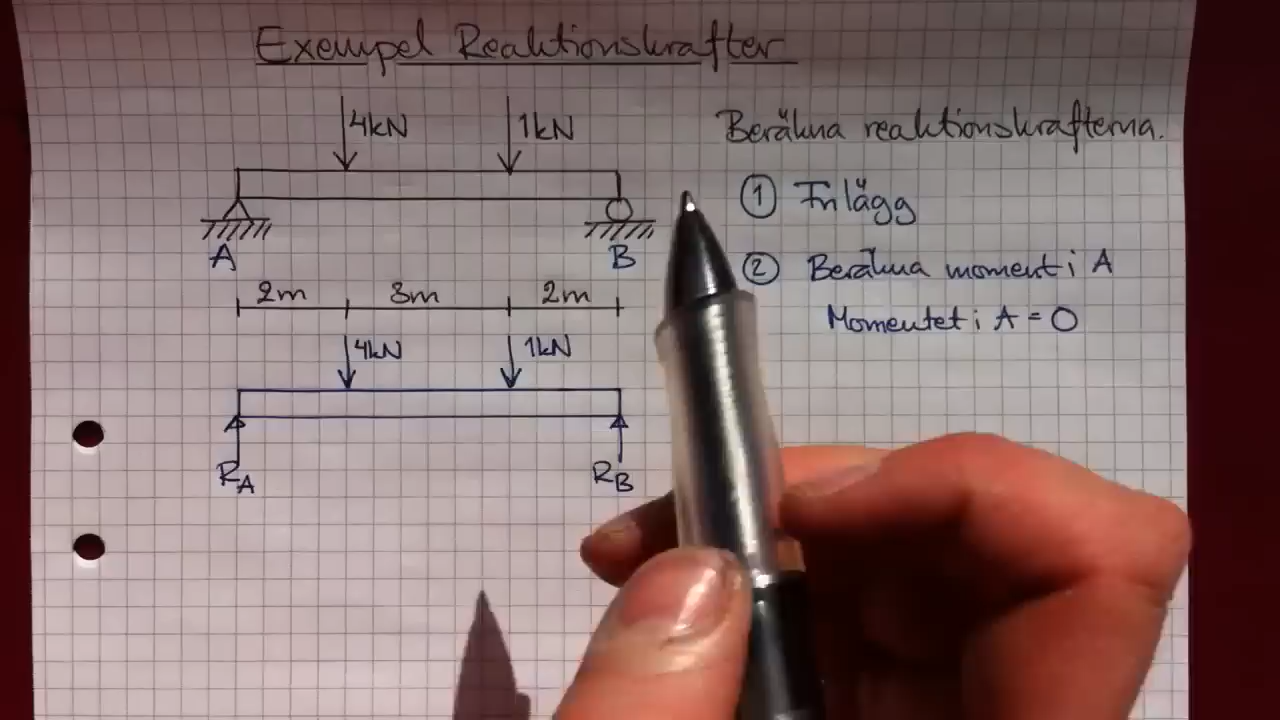 Exempel Reaktionskrafter
4kN 1kN
Beräkna reaktionskrafterna.
① Frilägg
A B
② Beräkna moment i A
2m 3m 2m
Momentet i A = 0
4kN 1kN
RA RB